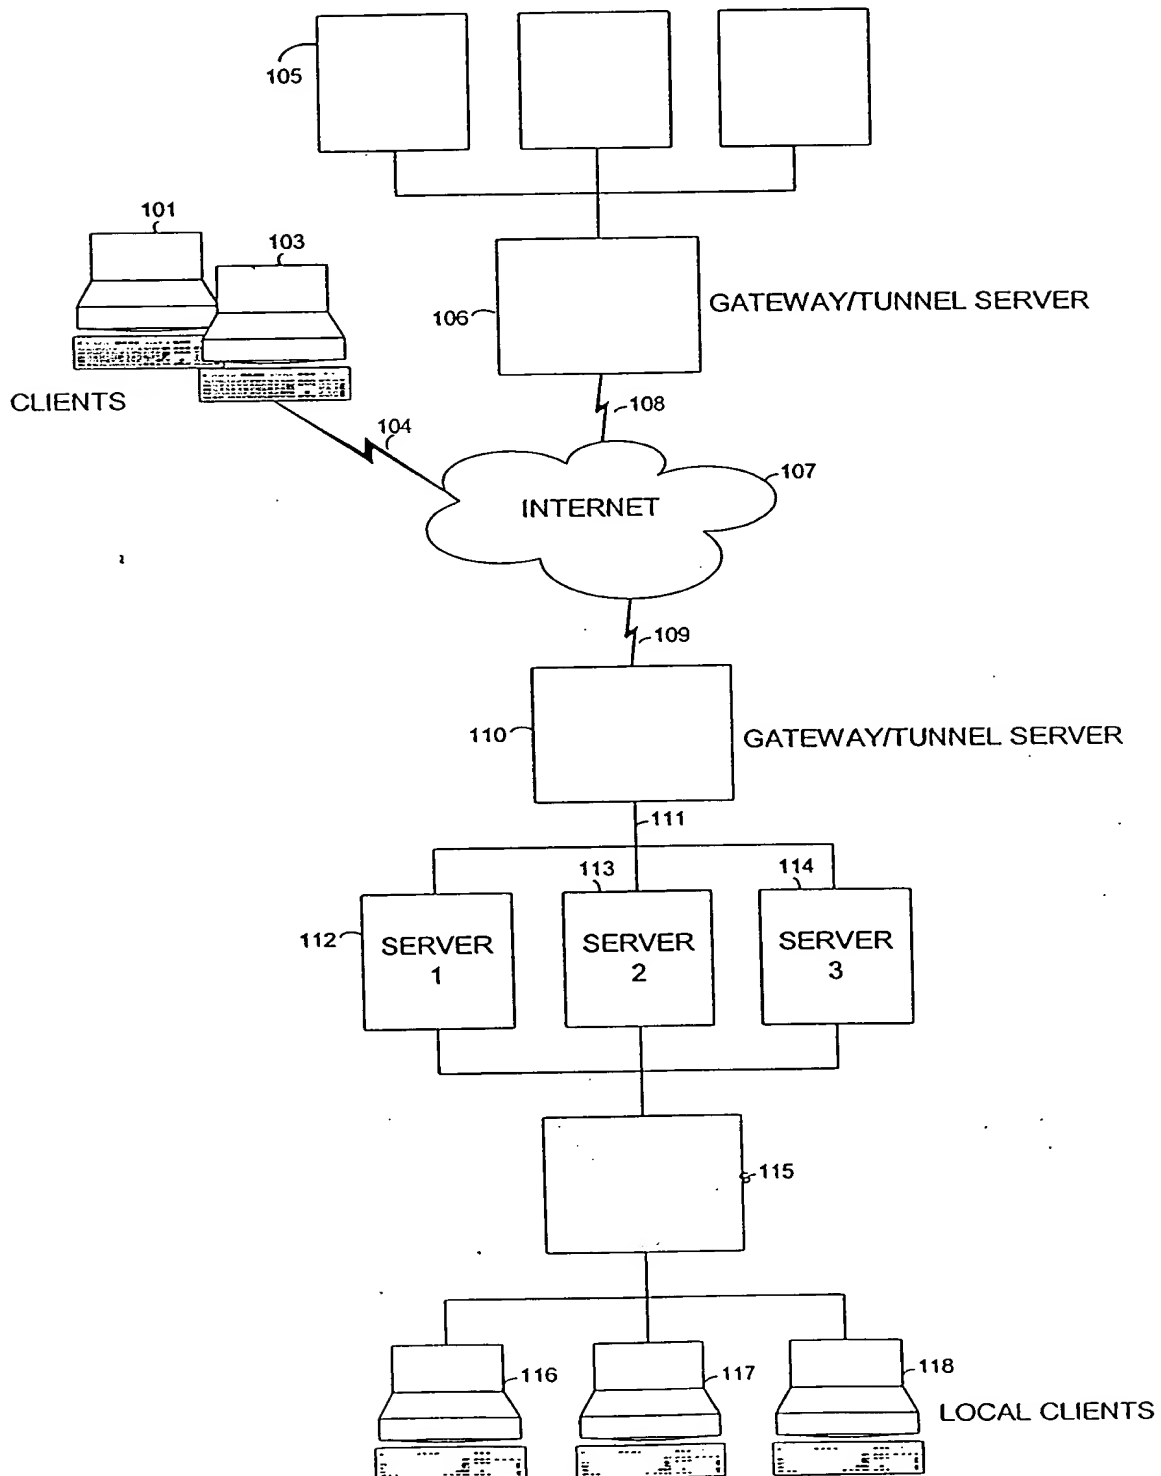 105
101
103
106
GATEWAY/TUNNEL SERVER
CLIENTS
108
104
107
INTERNET
109
110
GATEWAY/TUNNEL SERVER
111
113
114
112
SERVER
1
SERVER
2
SERVER
3
115
116
117
118
LOCAL CLIENTS